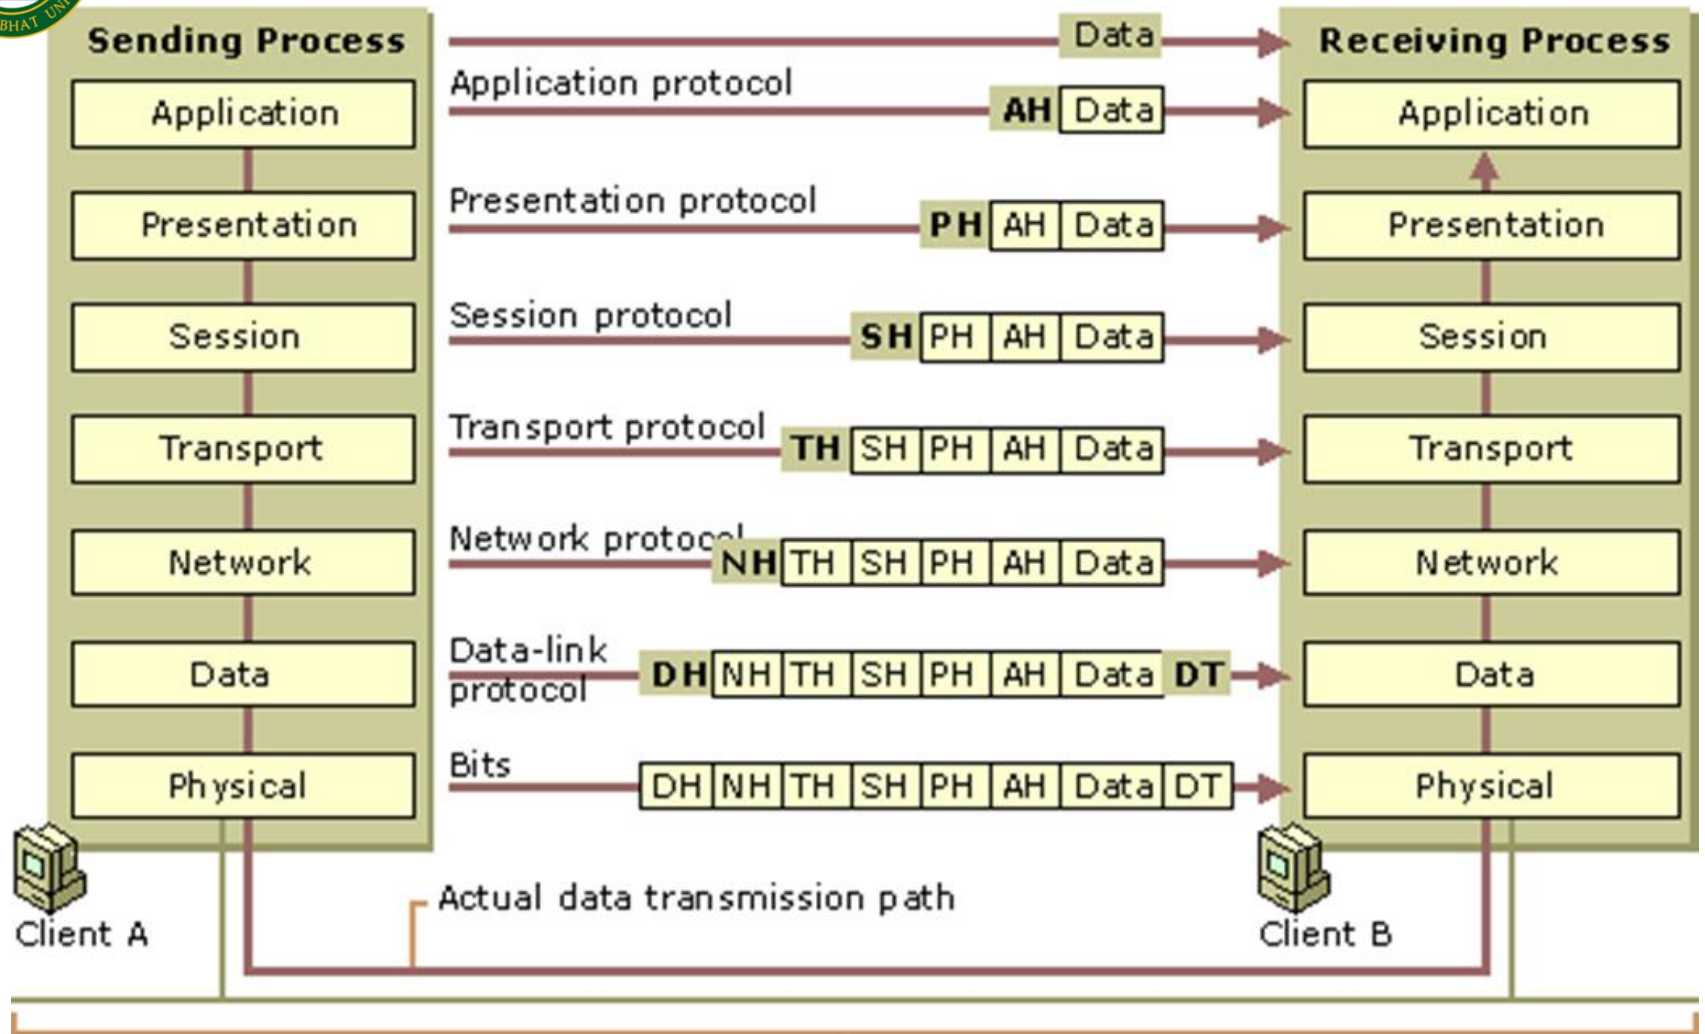 BHAT UNI
Sending Process
Data
Receiving Process
Application
Application protocol
AH Data
Application
Presentation
Presentation protocol
PH AH Data
Presentation
Session
Session protocol
SH PH AH Data
Session
Transport
Transport protocol
TH SH PH AH Data
Transport
Network
Network protocol
NH TH SH PH AH Data
Network
Data
Data-link
protocol
DH NH TH SH PH AH Data DT
Data
Physical
Bits
DH NH TH SH PH AH Data DT
Physical
Client A
Actual data transmission path
Client B